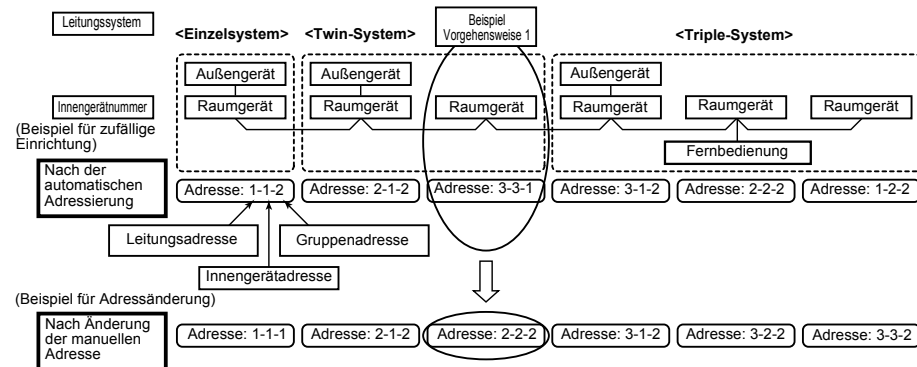 Leitungssystem
<Einzelsystem>
<Twin-System>
Beispiel
Vorgehensweise 1
<Triple-System>
Außengerät
Außengerät
Außengerät
Innengerätnummer
Raumgerät
Raumgerät
Raumgerät
Raumgerät
Raumgerät
Raumgerät
(Beispiel für zufällige
Einrichtung)
Fernbedienung
Nach der
automatischen
Adressierung
Adresse: 1-1-2
Adresse: 2-1-2
Adresse: 3-3-1
Adresse: 3-1-2
Adresse: 2-2-2
Adresse: 1-2-2
Leitungsadresse
Gruppenadresse
Innengerätadresse
(Beispiel für Adressänderung)
Nach Änderung
der manuellen
Adresse
Adresse: 1-1-1
Adresse: 2-1-2
Adresse: 2-2-2
Adresse: 3-1-2
Adresse: 3-2-2
Adresse: 3-3-2